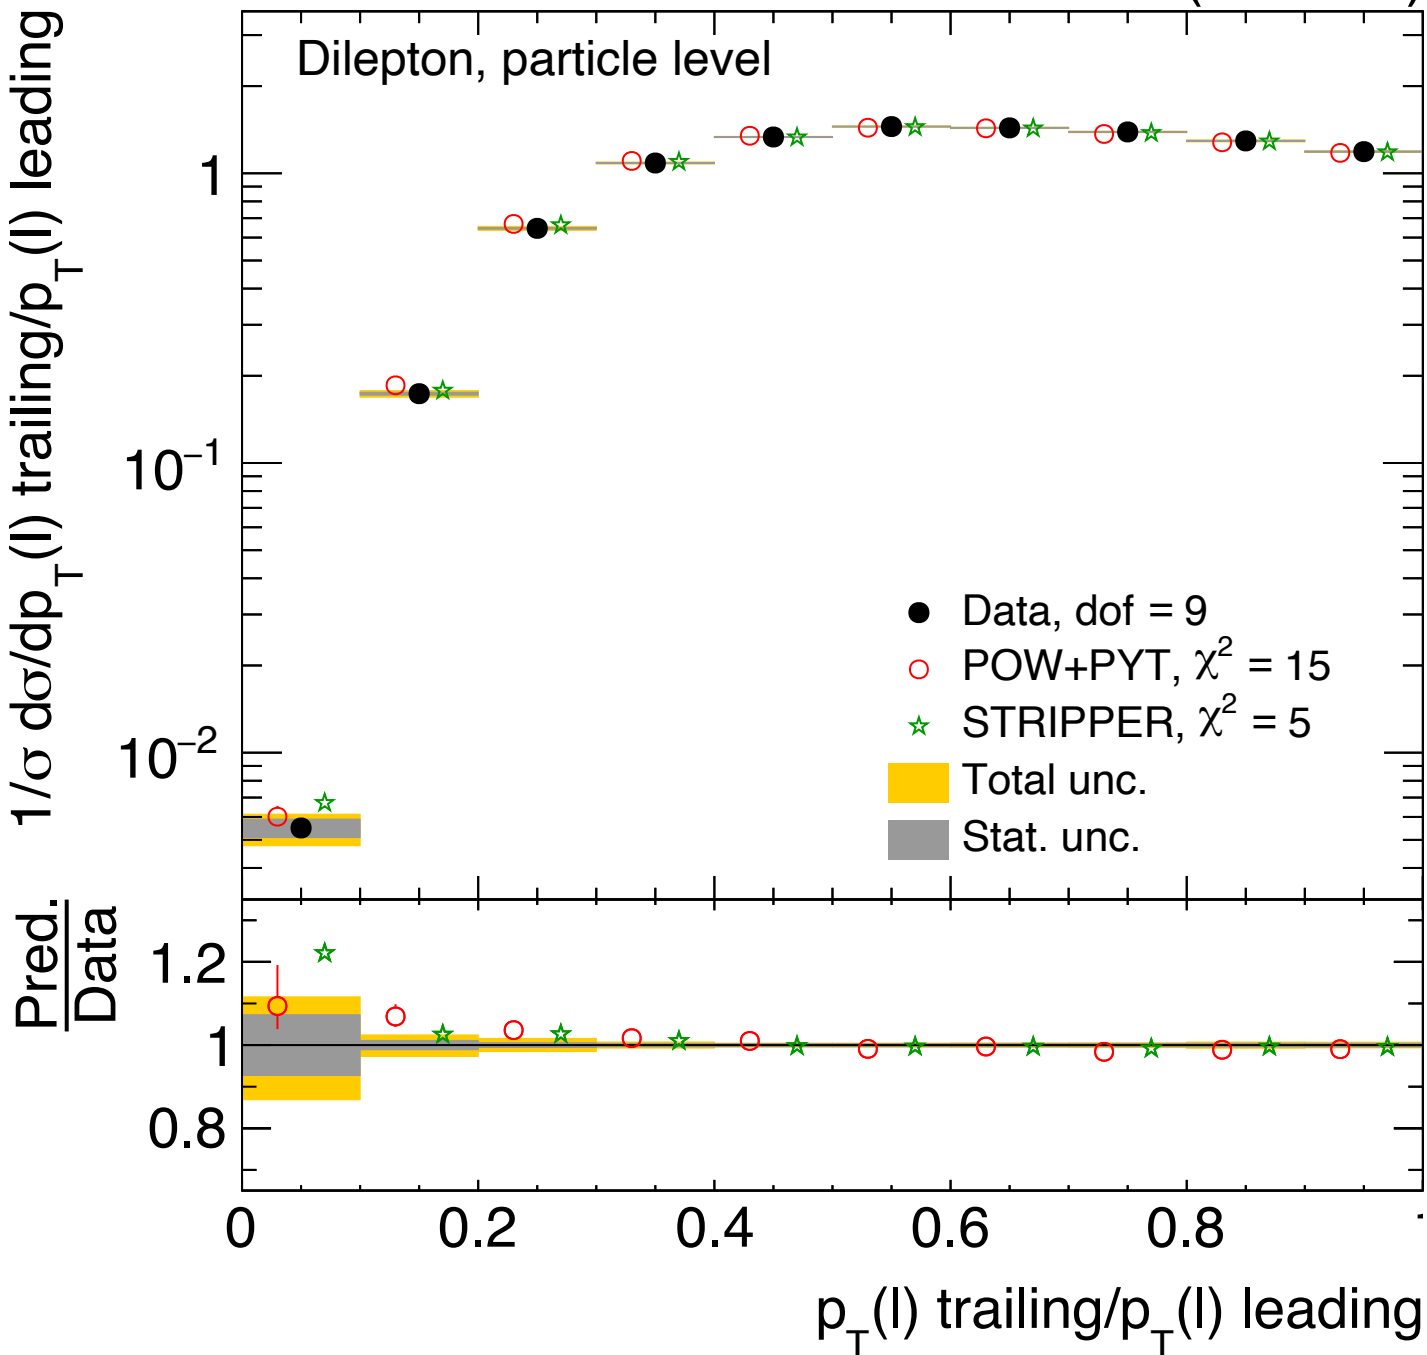 Dilepton, particle level
1/σ dσ/dp_T(l) trailing/p_T(l) leading
1
10⁻¹
10⁻²
Data, dof = 9
POW+PYT, χ² = 15
STRIPPER, χ² = 5
Total unc.
Stat. unc.
Pred.
Data
1.2
1
0.8
0 0.2 0.4 0.6 0.8
p_T(l) trailing/p_T(l) leading